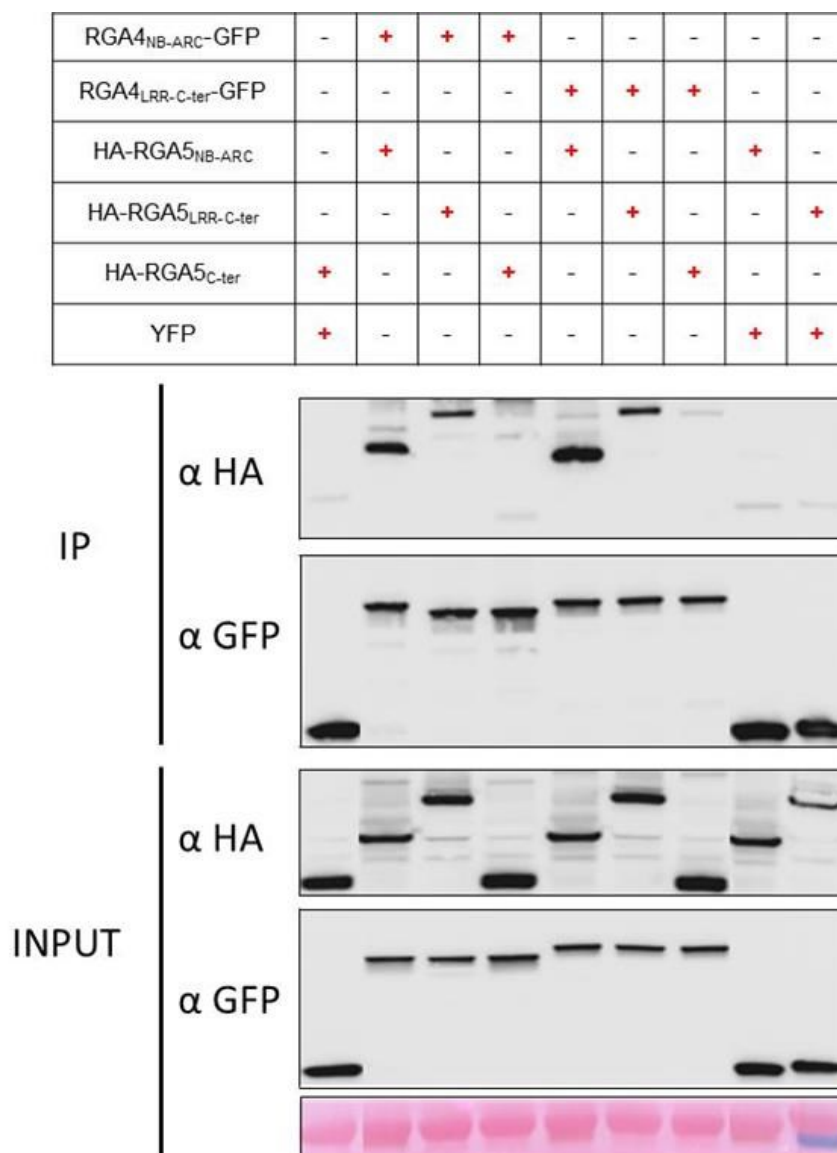 RGA4NB-ARC-GFP - + + + - - - - -
RGA4LRR-C-ter-GFP - - - - + + + - -
HA-RGA5NB-ARC - + - - + - - + -
HA-RGA5LRR-C-ter - - + - - + - - +
HA-RGA5C-ter + - - + - - + - -
YFP + - - - - - - + +
IP
α HA
α GFP
INPUT
α HA
α GFP